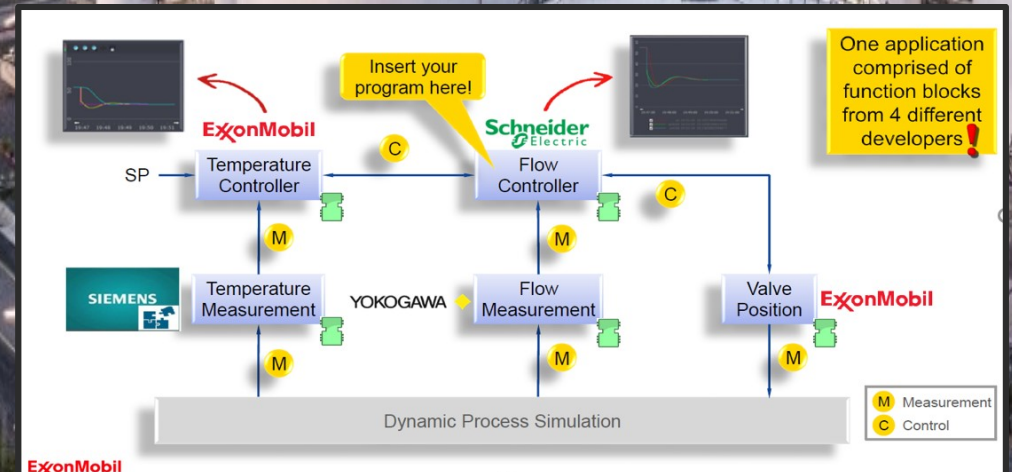 One application
comprised of
function blocks
from 4 different
developers!
Insert your
program here!
ExxonMobil
Schneider
Electric
C
SP
Temperature
Controller
Flow
Controller
C
M
M
SIEMENS
Temperature
Measurement
YOKOGAWA
Flow
Measurement
Valve
Position
ExxonMobil
M
M
M
Dynamic Process Simulation
M Measurement
C Control
ExxonMobil